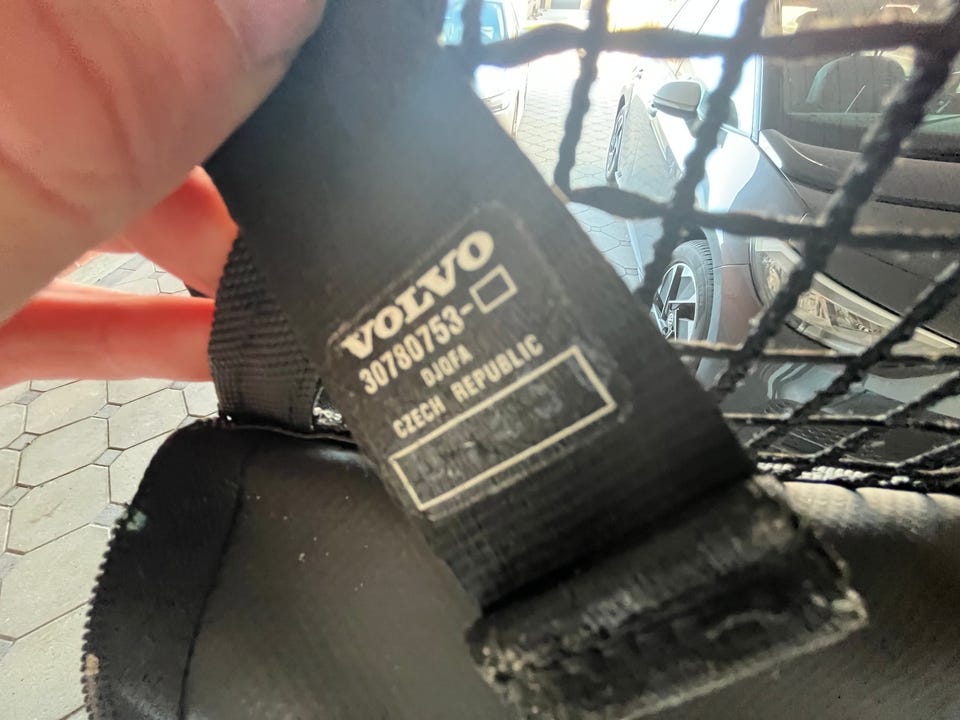 VOLVO
30780753-
DJQFA
CZECH REPUBLIC